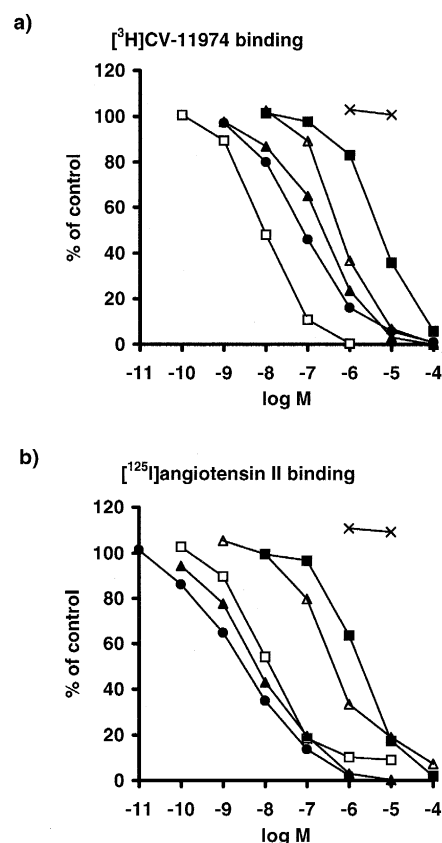 a)
[³H]CV-11974 binding
120
100
80
60
40
20
0
% of control
-11 -10 -9 -8 -7 -6 -5 -4
log M
b)
[¹²⁵I]angiotensin II binding
120
100
80
60
40
20
0
% of control
-11 -10 -9 -8 -7 -6 -5 -4
log M